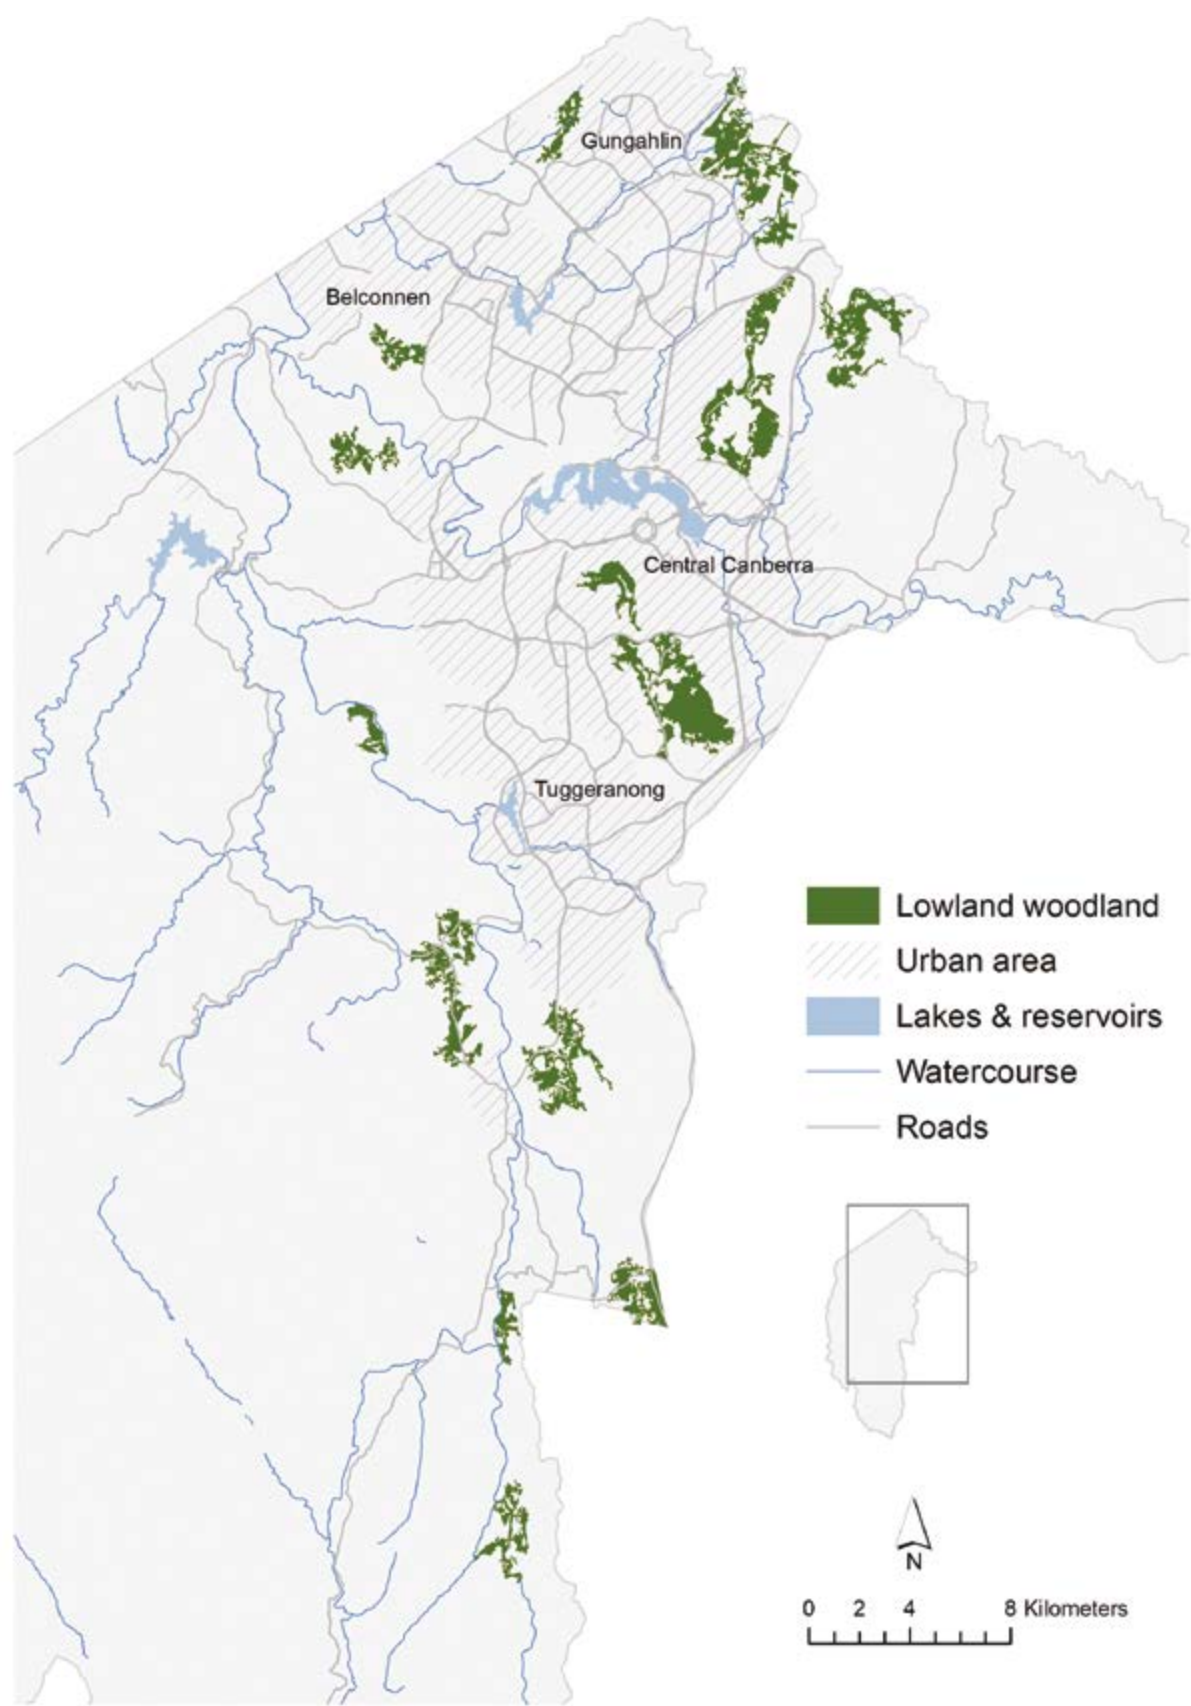 Gungahlin
Belconnen
Central Canberra
Tuggeranong
Lowland woodland
Urban area
Lakes & reservoirs
Watercourse
Roads
N
0 2 4 8 Kilometers